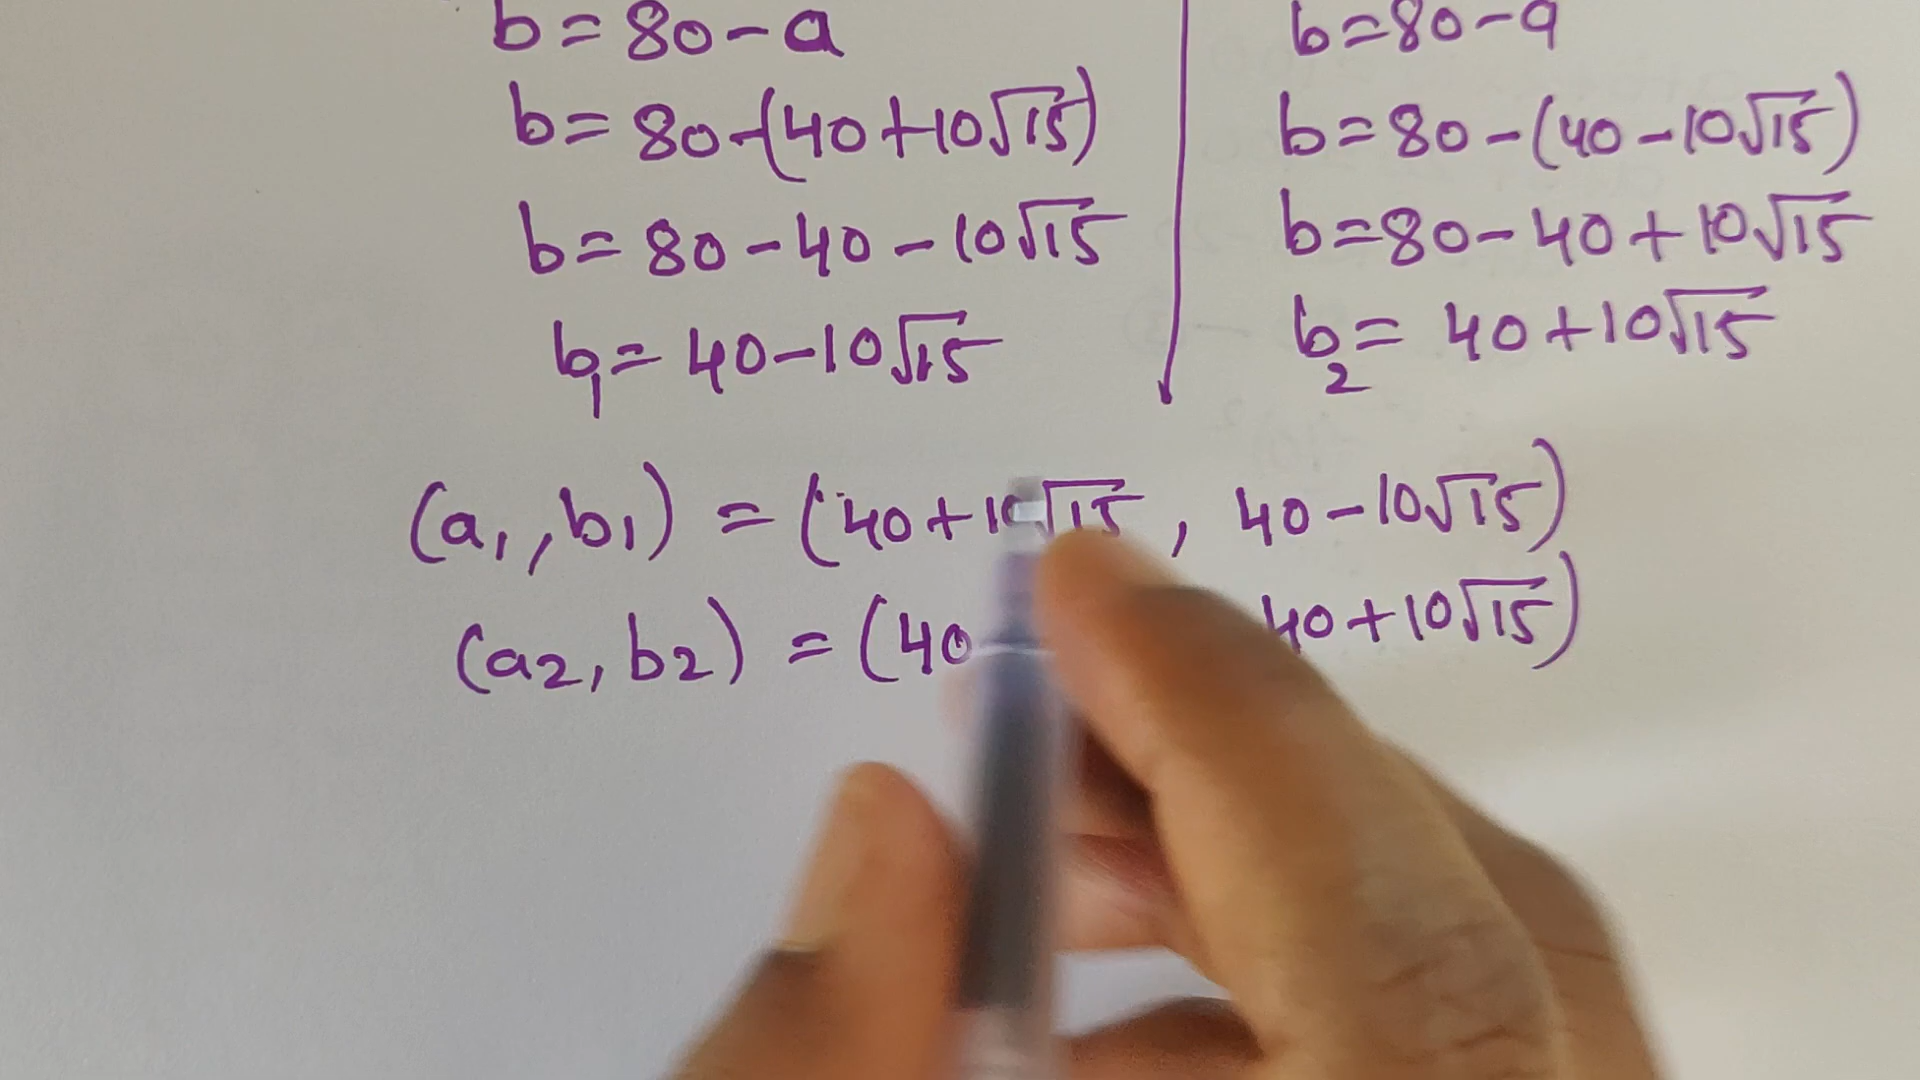 b = 80 - a
b = 80 - (40 + 10√15)
b = 80 - 40 - 10√15
b₁ = 40 - 10√15
b = 80 - a
b = 80 - (40 - 10√15)
b = 80 - 40 + 10√15
b₂ = 40 + 10√15
(a₁, b₁) = (40 + 10√15, 40 - 10√15)
(a2, b2) = (40 40 + 10√15)